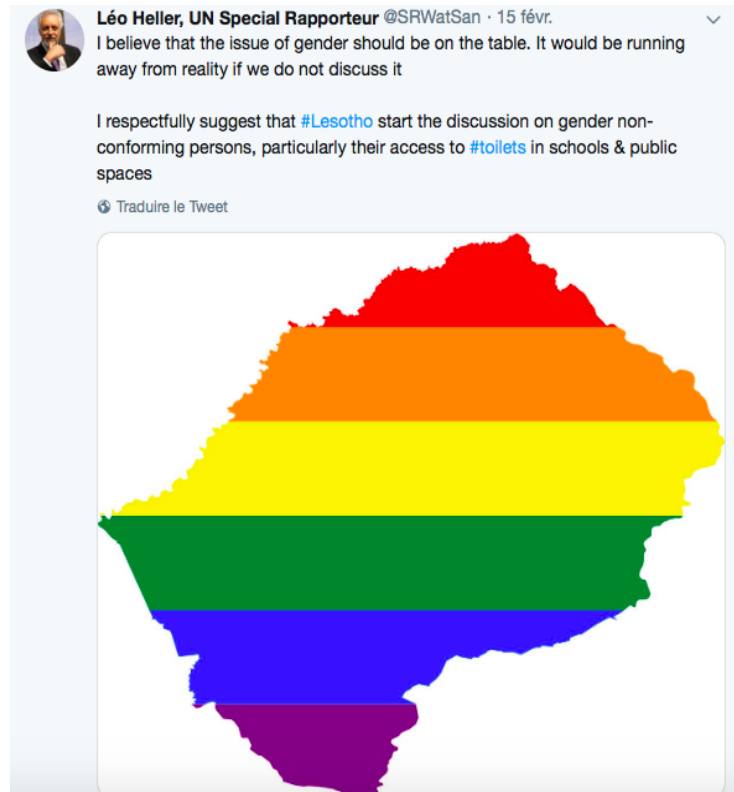 Léo Heller, UN Special Rapporteur @SRWatSan · 15 févr.
I believe that the issue of gender should be on the table. It would be running
away from reality if we do not discuss it
I respectfully suggest that #Lesotho start the discussion on gender non-
conforming persons, particularly their access to #toilets in schools & public
spaces
Traduire le Tweet